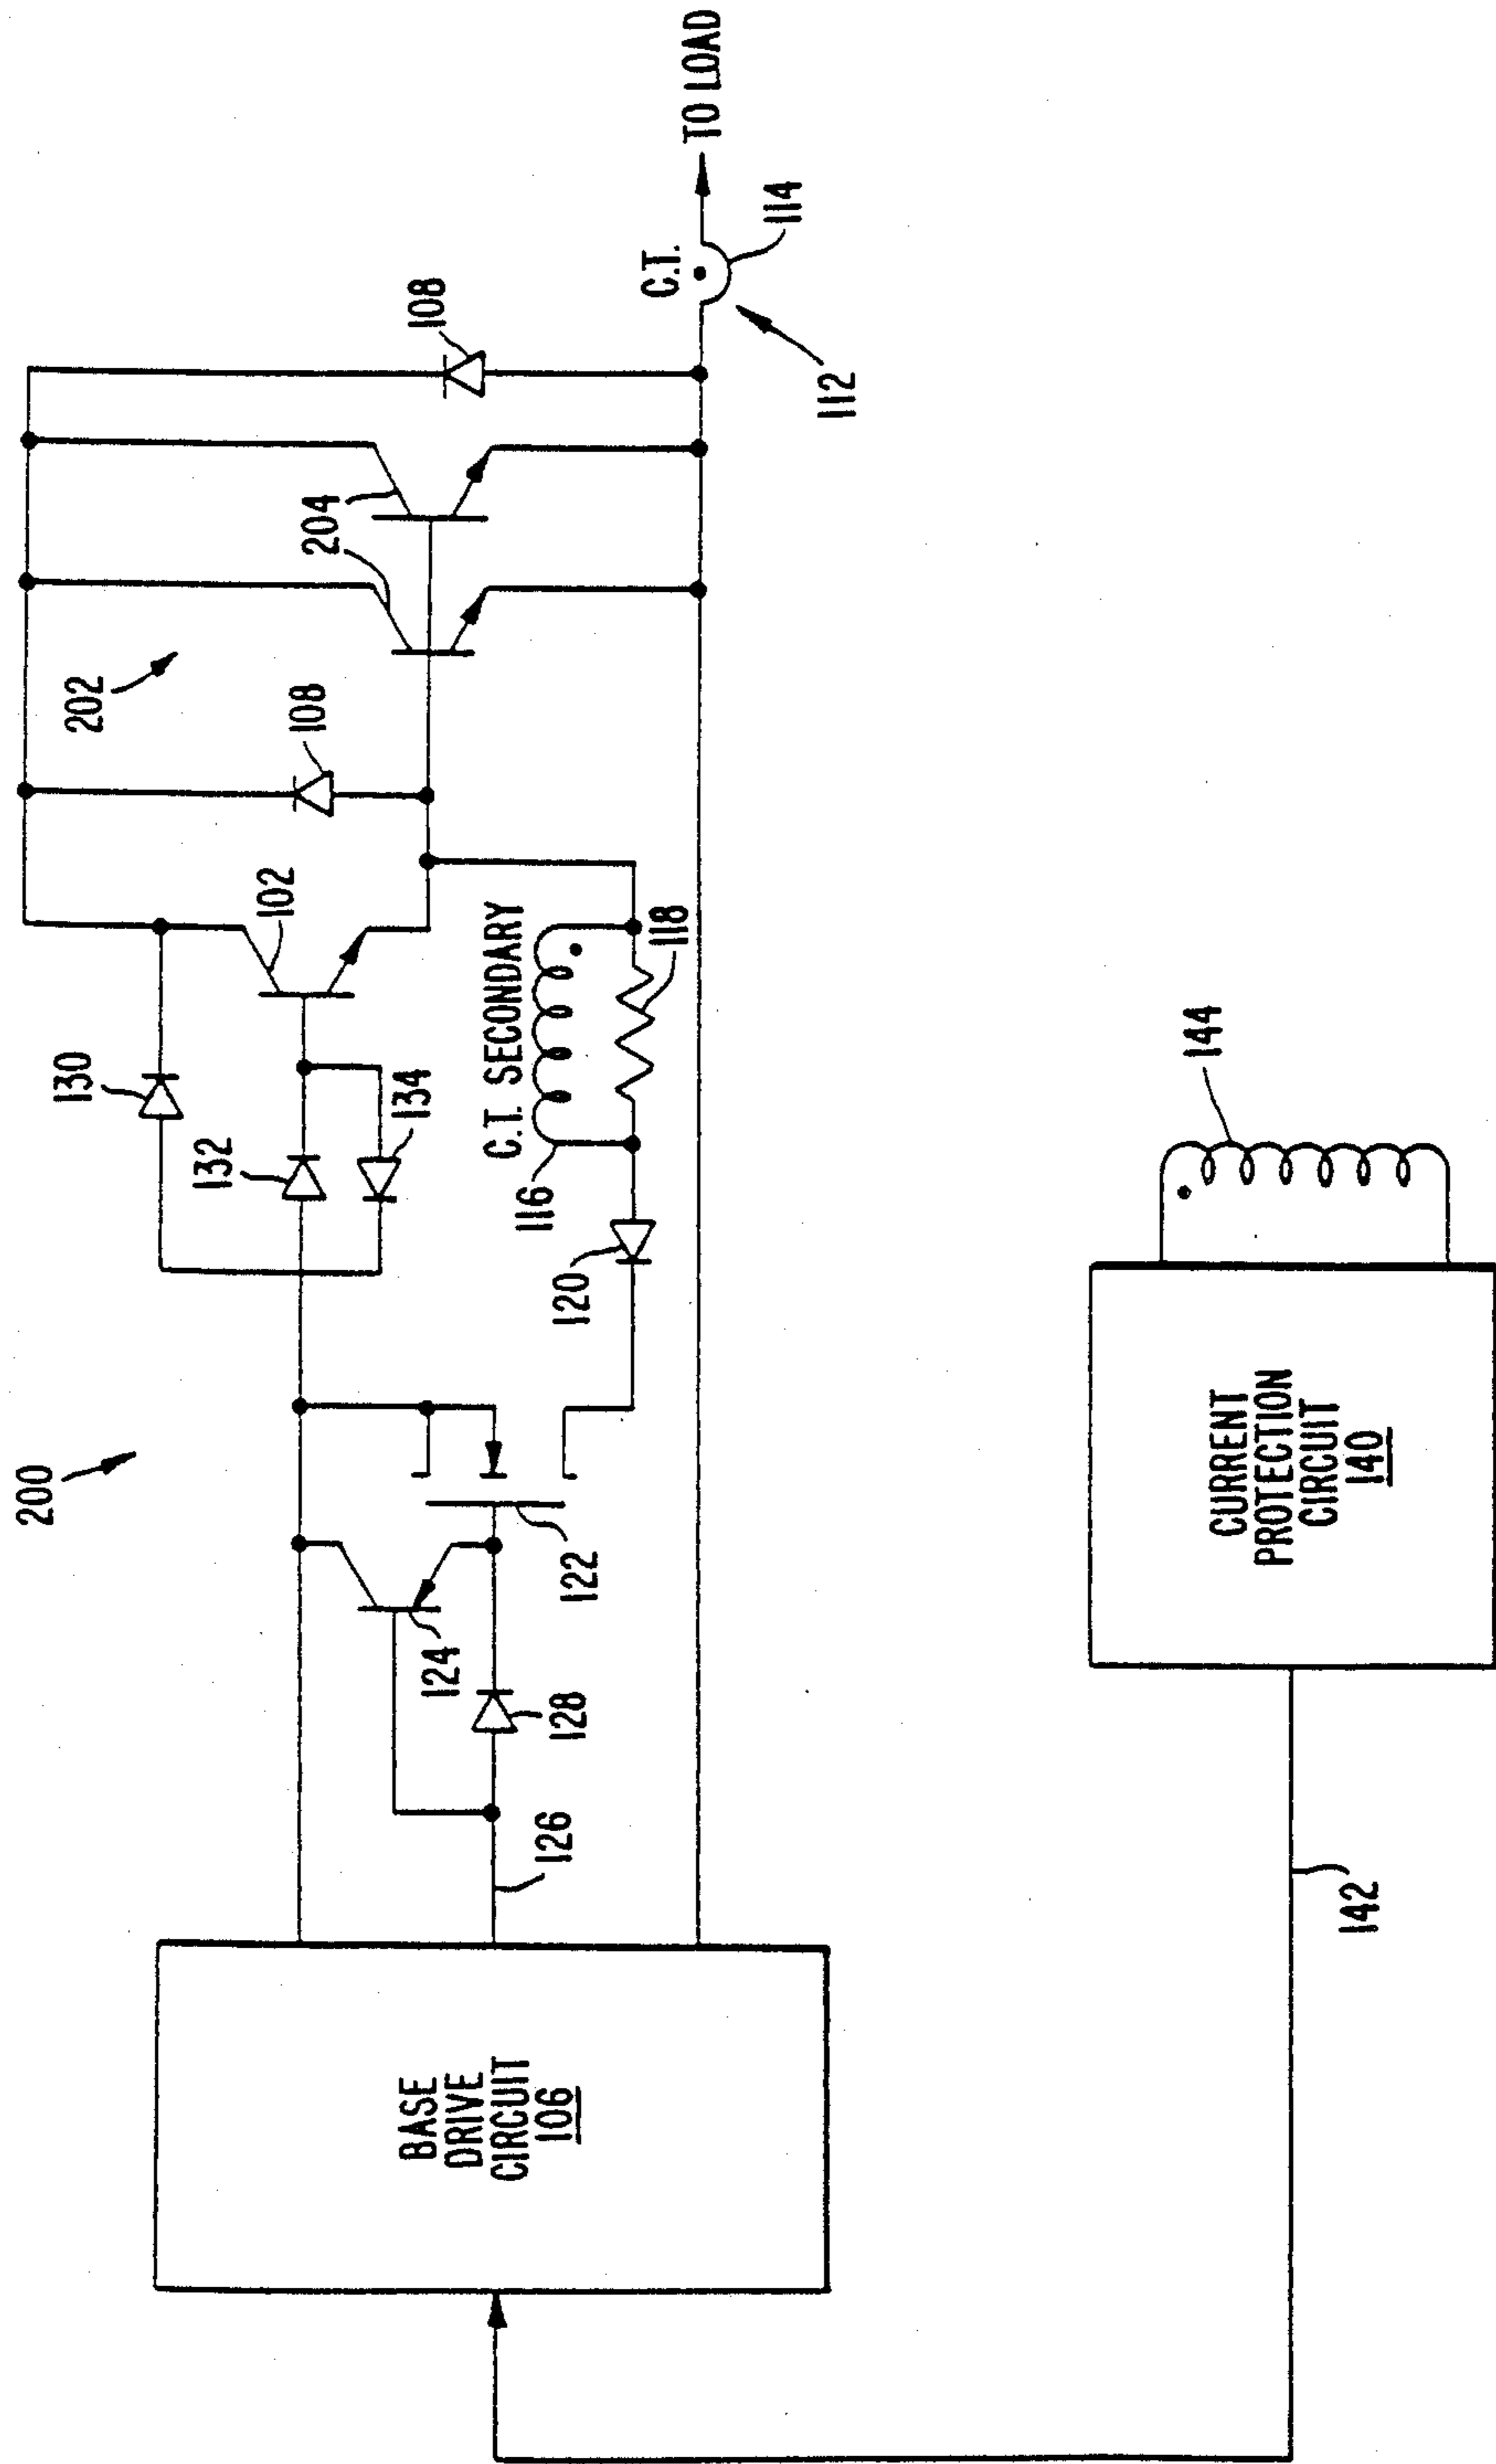 200
202
204
108
108
102
130
132
134
C.T. SECONDARY
116
118
120
122
124
126
128
C.T.
TO LOAD
114
112
BASE
DRIVE
CIRCUIT
106
CURRENT
PROTECTION
CIRCUIT
140
142
144